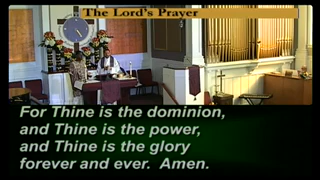 The Lord's Prayer
For Thine is the dominion,
and Thine is the power,
and Thine is the glory
forever and ever. Amen.